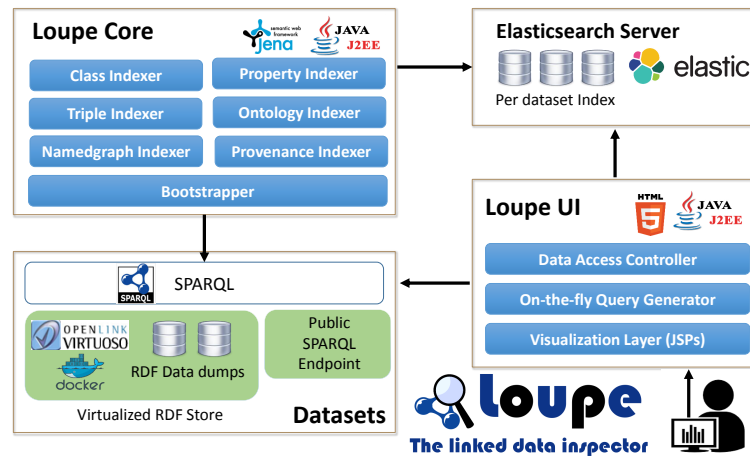 Loupe Core
semantic web
framework
jena
JAVA
J2EE
Class Indexer
Property Indexer
Triple Indexer
Ontology Indexer
Namedgraph Indexer
Provenance Indexer
Bootstrapper
Elasticsearch Server
elastic
Per dataset Index
Loupe UI
HTML
5
JAVA
J2EE
Data Access Controller
On-the-fly Query Generator
Visualization Layer (JSPs)
SPARQL
SPARQL
OPENLINK
VIRTUOSO
docker
RDF Data dumps
Public
SPARQL
Endpoint
Virtualized RDF Store
Datasets
Loupe
The linked data inspector